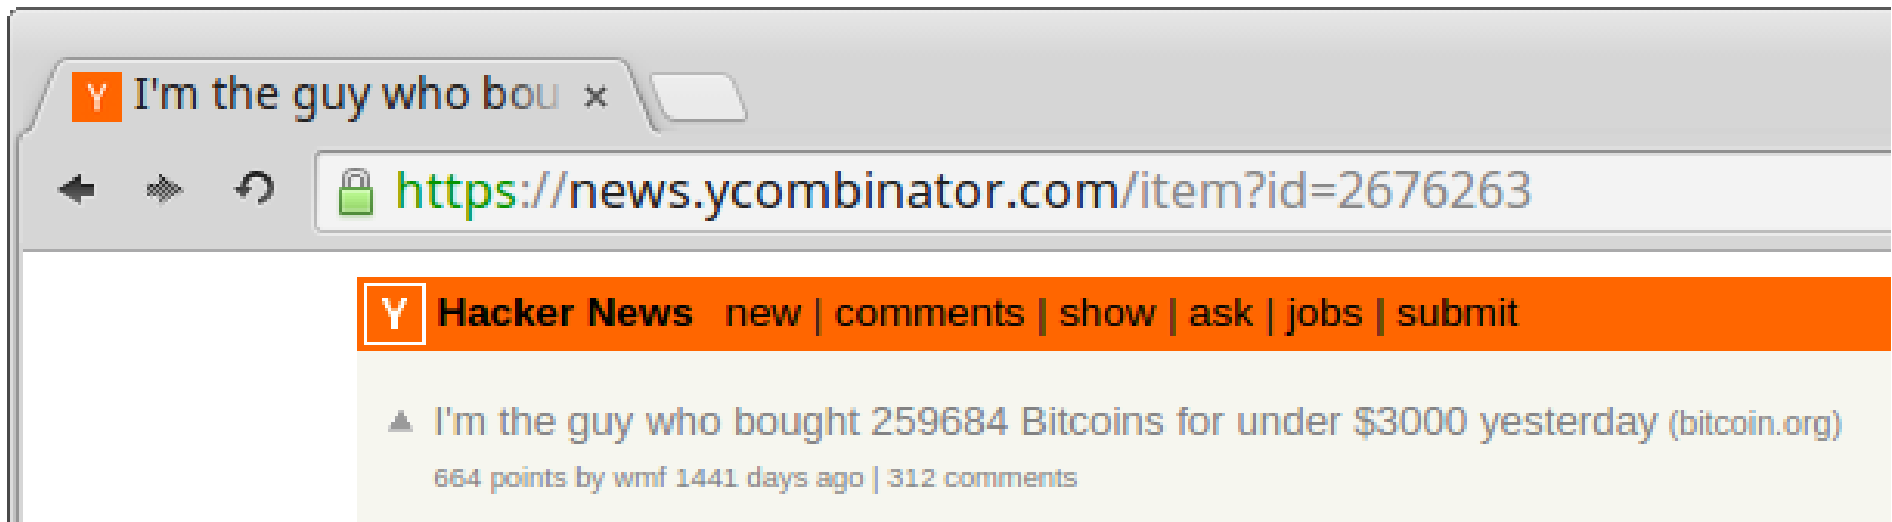 Y I'm the guy who bou ×
https://news.ycombinator.com/item?id=2676263
Y Hacker News new | comments | show | ask | jobs | submit
I'm the guy who bought 259684 Bitcoins for under $3000 yesterday (bitcoin.org)
664 points by wmf 1441 days ago | 312 comments